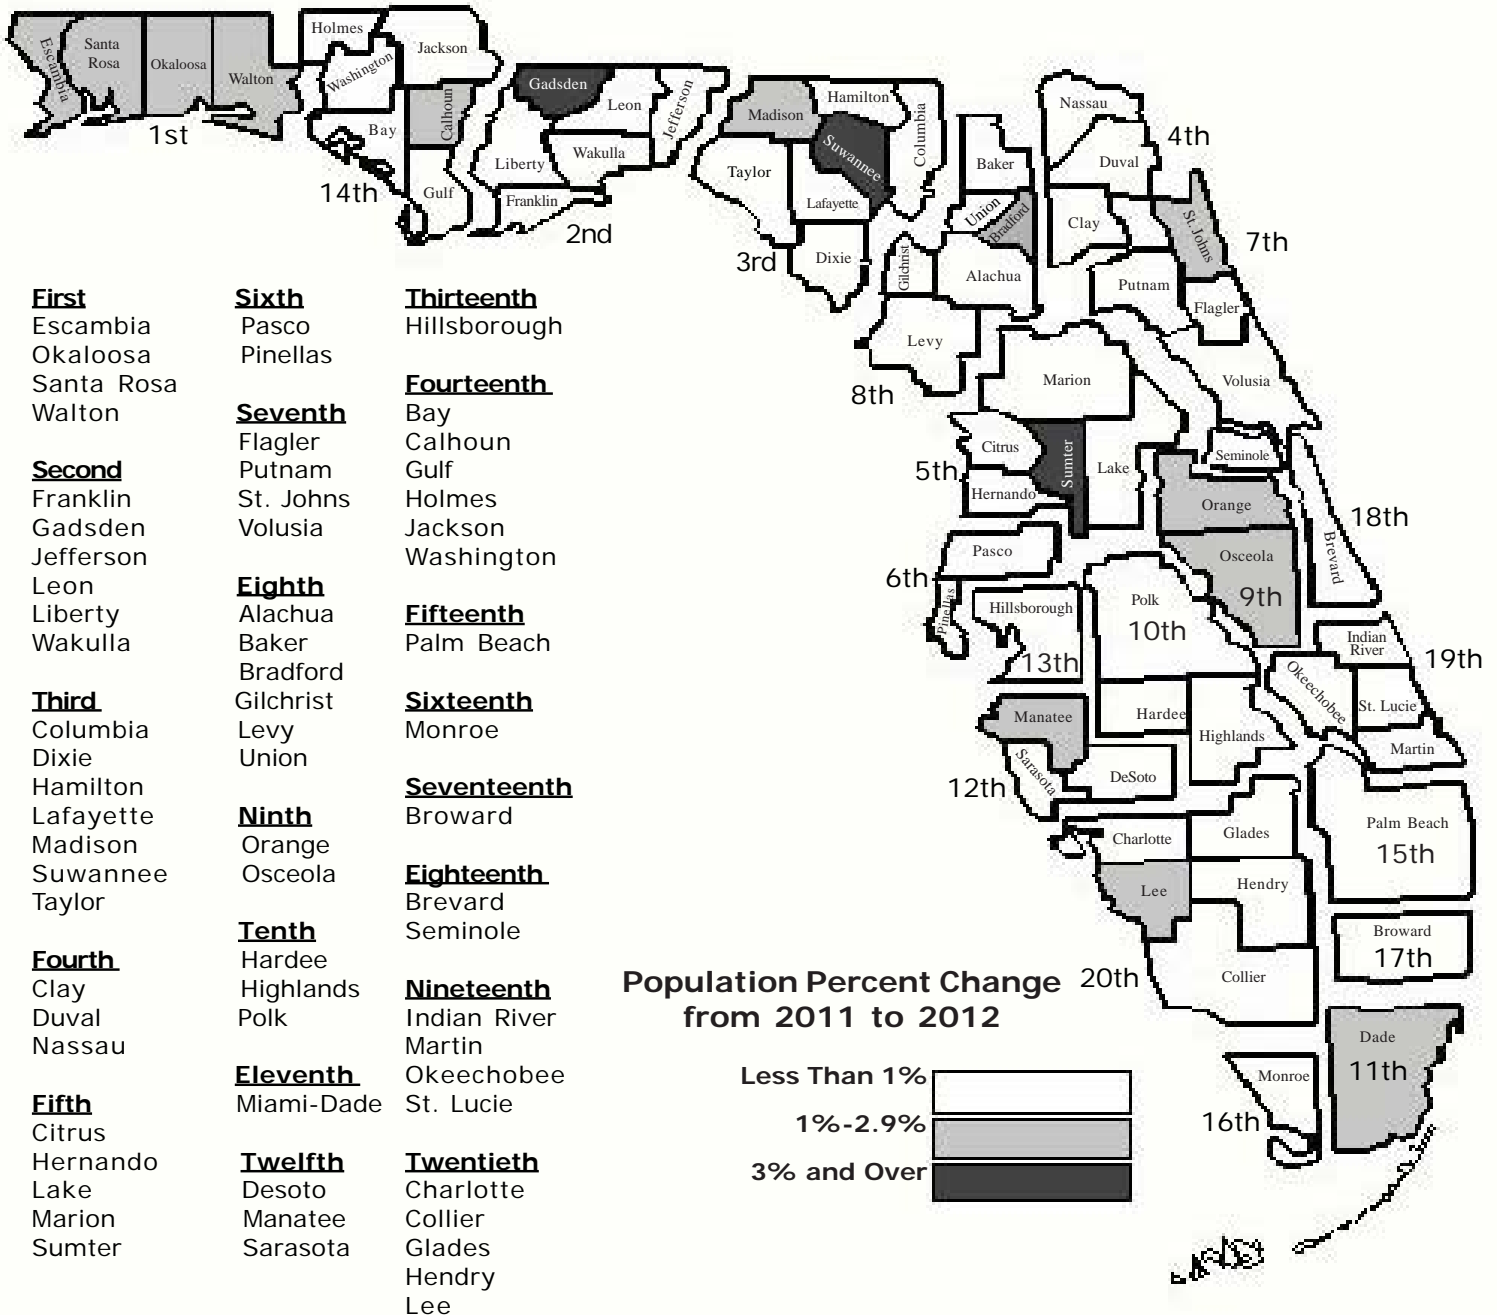 Holmes
Jackson
Santa
Rosa
Escambia
Okaloosa
Walton
Washington
Calhoun
Bay
Gulf
1st
14th
Gadsden
Leon
Jefferson
Liberty
Wakulla
Franklin
2nd
Madison
Hamilton
Columbia
Suwannee
Taylor
Lafayette
Dixie
3rd
Nassau
Duval
4th
Baker
Union
Bradford
Clay
St. Johns
7th
Gilchrist
Alachua
Putnam
Flagler
Levy
8th
Marion
Volusia
Citrus
Sumter
Lake
Seminole
5th
Hernando
Orange
18th
Brevard
Pasco
Osceola
6th
9th
Pinellas
Hillsborough
Polk
10th
13th
Indian
River
19th
Okeechobee
St. Lucie
Manatee
Hardee
Highlands
Martin
Sarasota
DeSoto
12th
Charlotte
Glades
Palm Beach
15th
Lee
Hendry
Broward
17th
Collier
20th
Dade
11th
Monroe
16th
First
Escambia
Okaloosa
Santa Rosa
Walton
Second
Franklin
Gadsden
Jefferson
Leon
Liberty
Wakulla
Third
Columbia
Dixie
Hamilton
Lafayette
Madison
Suwannee
Taylor
Fourth
Clay
Duval
Nassau
Fifth
Citrus
Hernando
Lake
Marion
Sumter
Sixth
Pasco
Pinellas
Seventh
Flagler
Putnam
St. Johns
Volusia
Eighth
Alachua
Baker
Bradford
Gilchrist
Levy
Union
Ninth
Orange
Osceola
Tenth
Hardee
Highlands
Polk
Eleventh
Miami-Dade
Twelfth
Desoto
Manatee
Sarasota
Thirteenth
Hillsborough
Fourteenth
Bay
Calhoun
Gulf
Holmes
Jackson
Washington
Fifteenth
Palm Beach
Sixteenth
Monroe
Seventeenth
Broward
Eighteenth
Brevard
Seminole
Nineteenth
Indian River
Martin
Okeechobee
St. Lucie
Twentieth
Charlotte
Collier
Glades
Hendry
Lee
Population Percent Change
from 2011 to 2012
Less Than 1%
1%-2.9%
3% and Over